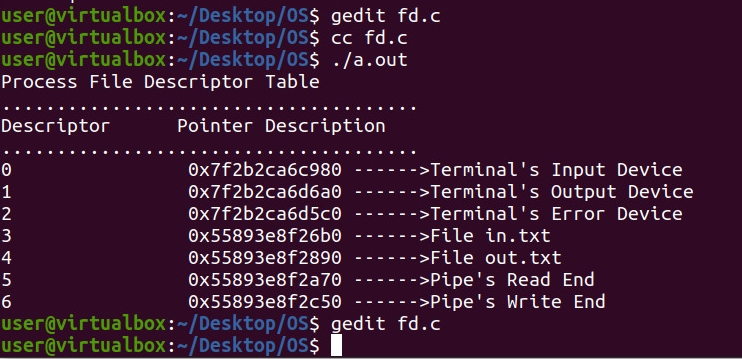 user@virtualbox:~/Desktop/OS$ gedit fd.c
user@virtualbox:~/Desktop/OS$ cc fd.c
user@virtualbox:~/Desktop/OS$ ./a.out
Process File Descriptor Table
......................................
Descriptor      Pointer Description
......................................
0                0x7f2b2ca6c980 ------>Terminal's Input Device
1                0x7f2b2ca6d6a0 ------>Terminal's Output Device
2                0x7f2b2ca6d5c0 ------>Terminal's Error Device
3                0x55893e8f26b0 ------>File in.txt
4                0x55893e8f2890 ------>File out.txt
5                0x55893e8f2a70 ------>Pipe's Read End
6                0x55893e8f2c50 ------>Pipe's Write End
user@virtualbox:~/Desktop/OS$ gedit fd.c
user@virtualbox:~/Desktop/OS$